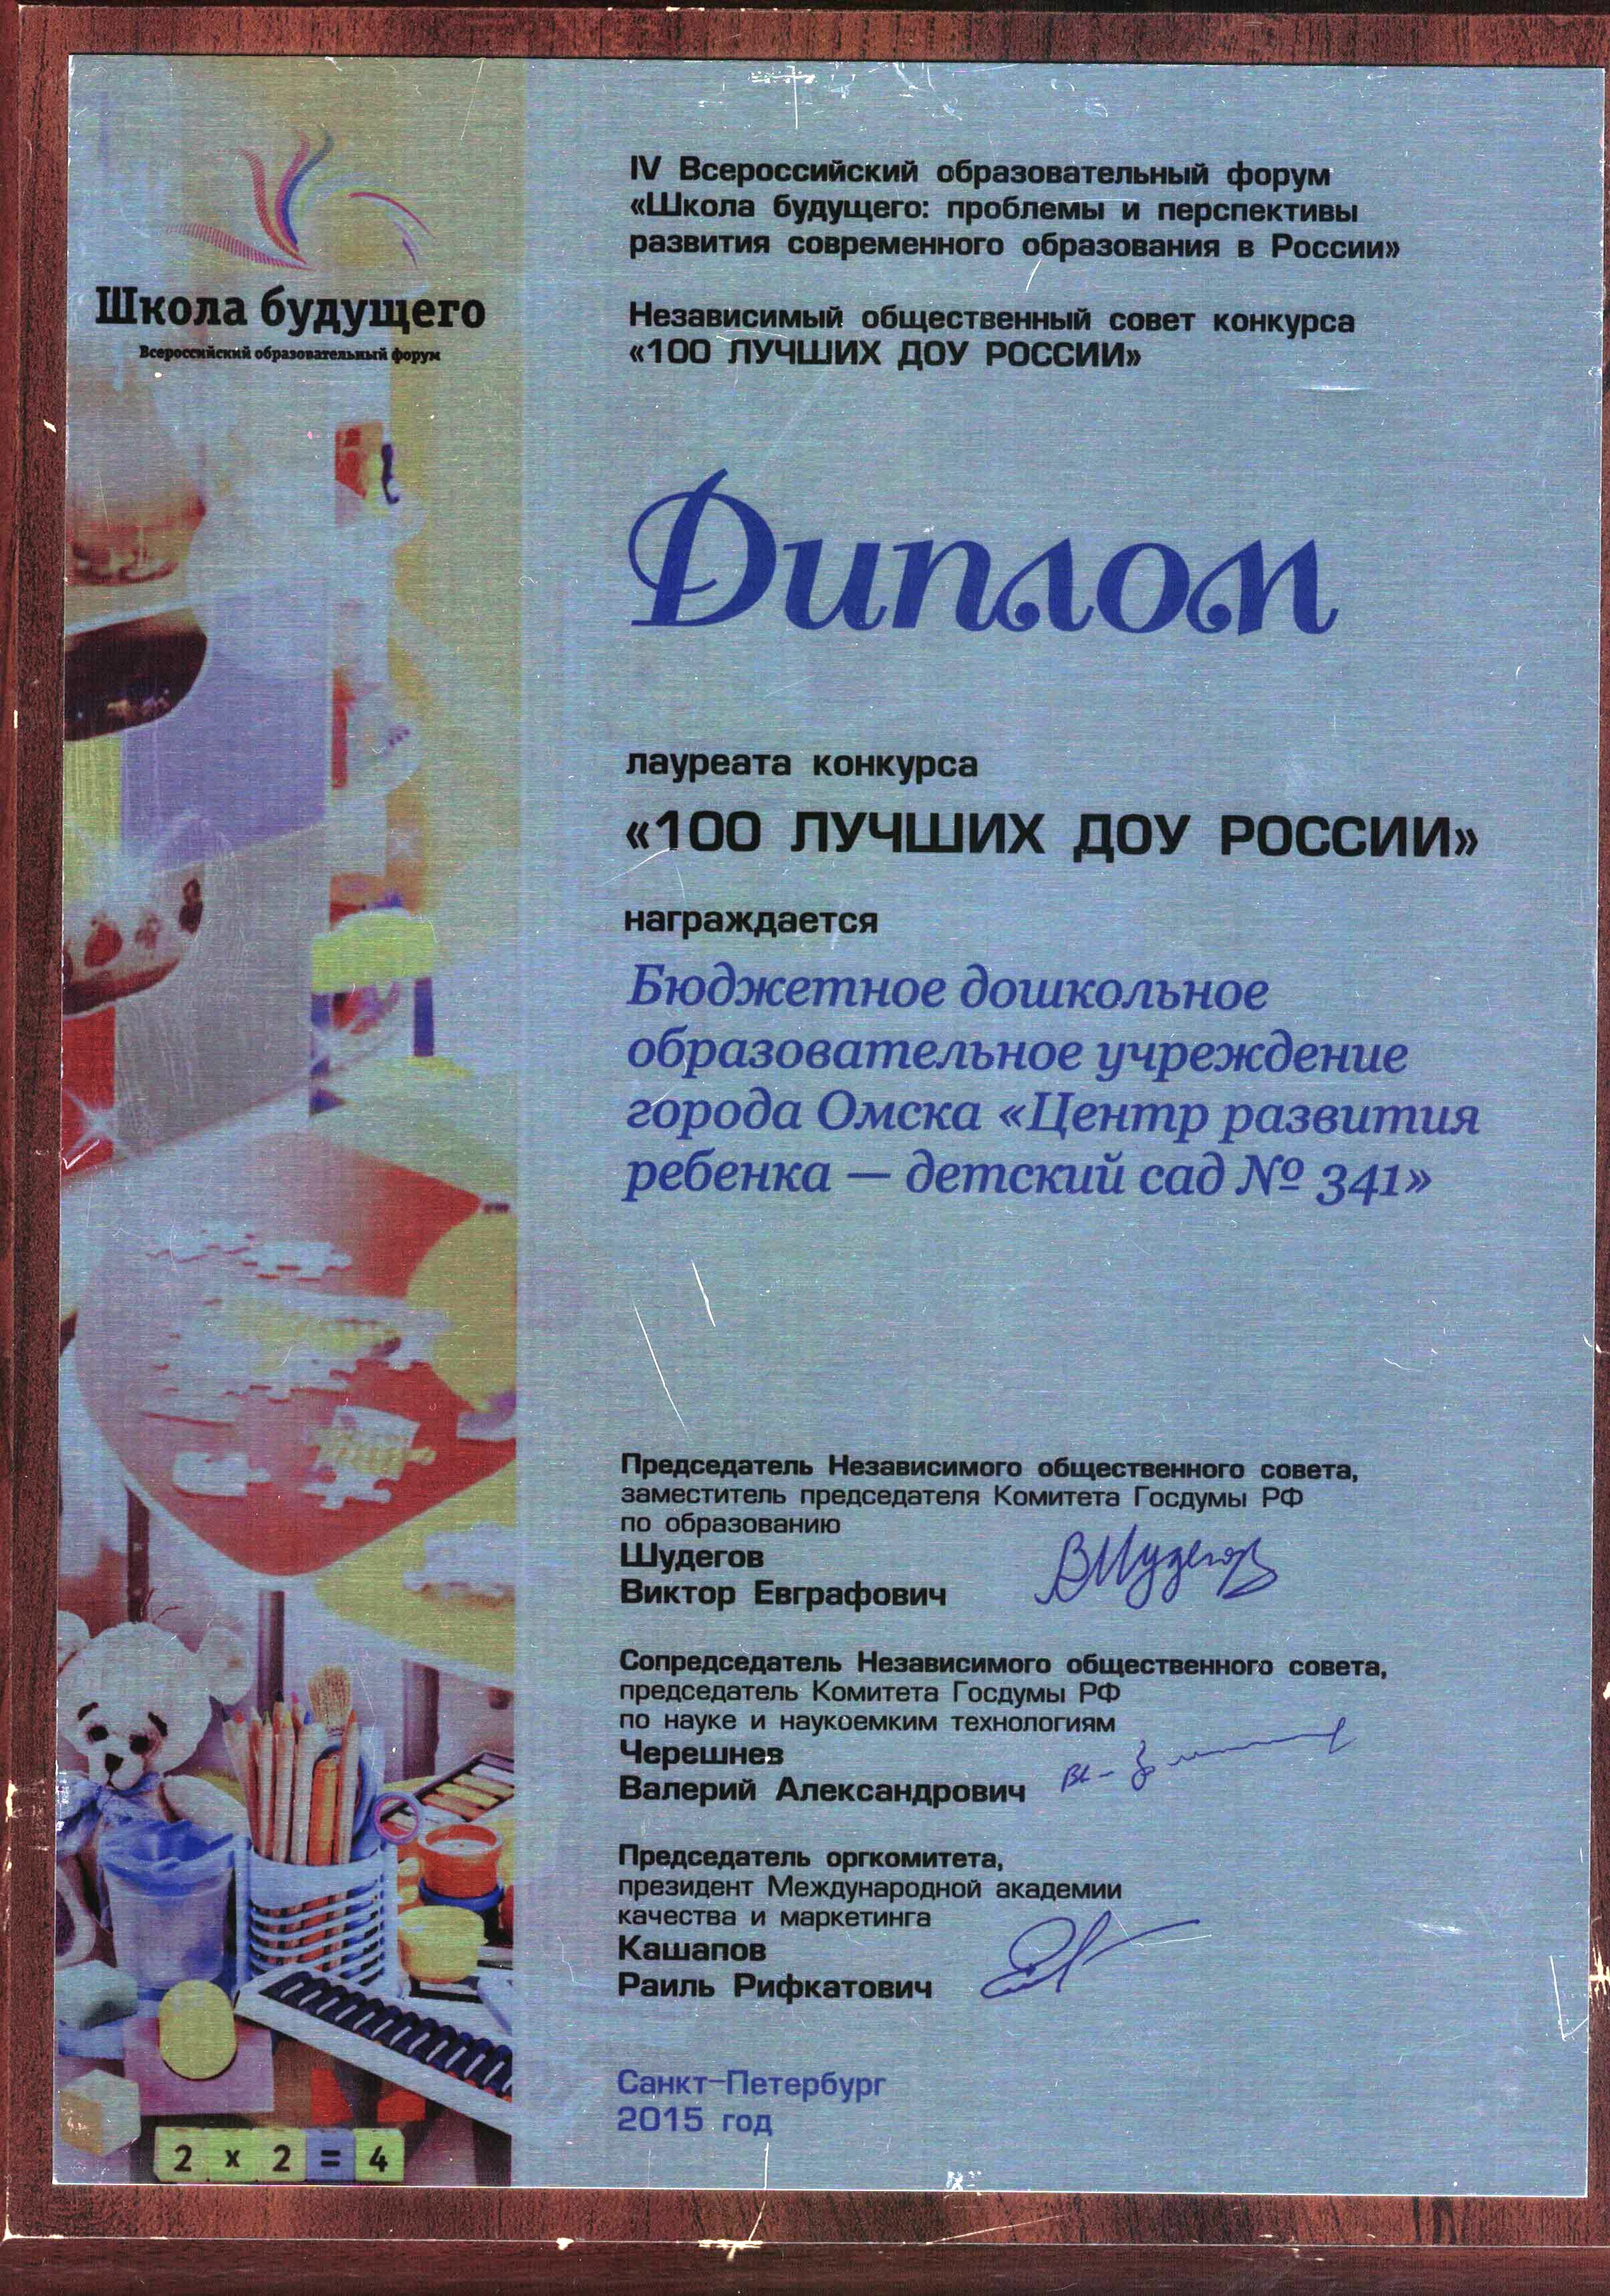 Школа будущего
Всероссийский образовательный форум
IV Всероссийский образовательный форум
«Школа будущего: проблемы и перспективы
развития современного образования в России»
Независимый общественный совет конкурса
«100 ЛУЧШИХ ДОУ РОССИИ»
Диплом
лауреата конкурса
«100 ЛУЧШИХ ДОУ РОССИИ»
награждается
Бюджетное дошкольное
образовательное учреждение
города Омска «Центр развития
ребенка — детский сад № 341»
Председатель Независимого общественного совета,
заместитель председателя Комитета Госдумы РФ
по образованию
Шудегов
Виктор Евграфович
Сопредседатель Независимого общественного совета,
председатель Комитета Госдумы РФ
по науке и наукоемким технологиям
Черешнев
Валерий Александрович
Председатель оргкомитета,
президент Международной академии
качества и маркетинга
Кашапов
Раиль Рифкатович
Санкт-Петербург
2015 год
2 x 2 = 4